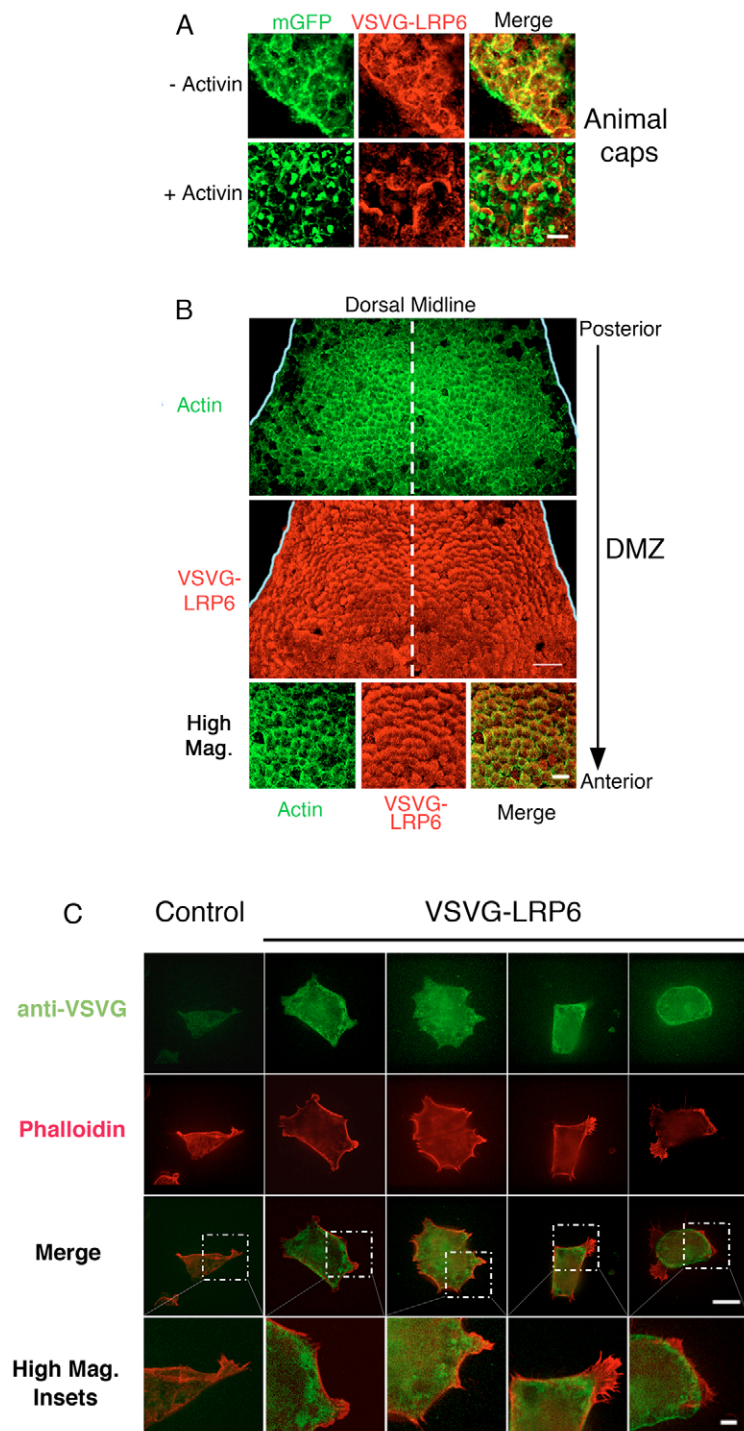 A
mGFP VSVG-LRP6 Merge
- Activin
+ Activin
Animal
caps
B
Dorsal Midline
Posterior
Actin
VSVG-
LRP6
DMZ
High
Mag.
Anterior
Actin VSVG-
LRP6 Merge
C
Control VSVG-LRP6
anti-VSVG
Phalloidin
Merge
High Mag.
Insets